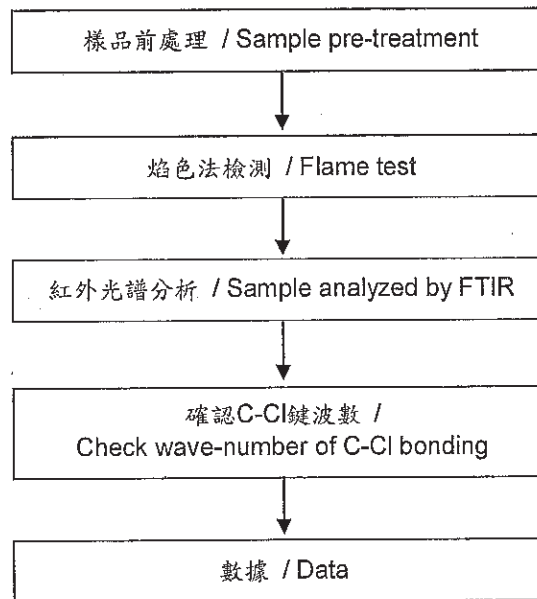 樣品前處理 / Sample pre-treatment
焰色法檢測 / Flame test
紅外光譜分析 / Sample analyzed by FTIR
確認C-Cl鍵波數 /
Check wave-number of C-Cl bonding
數據 / Data